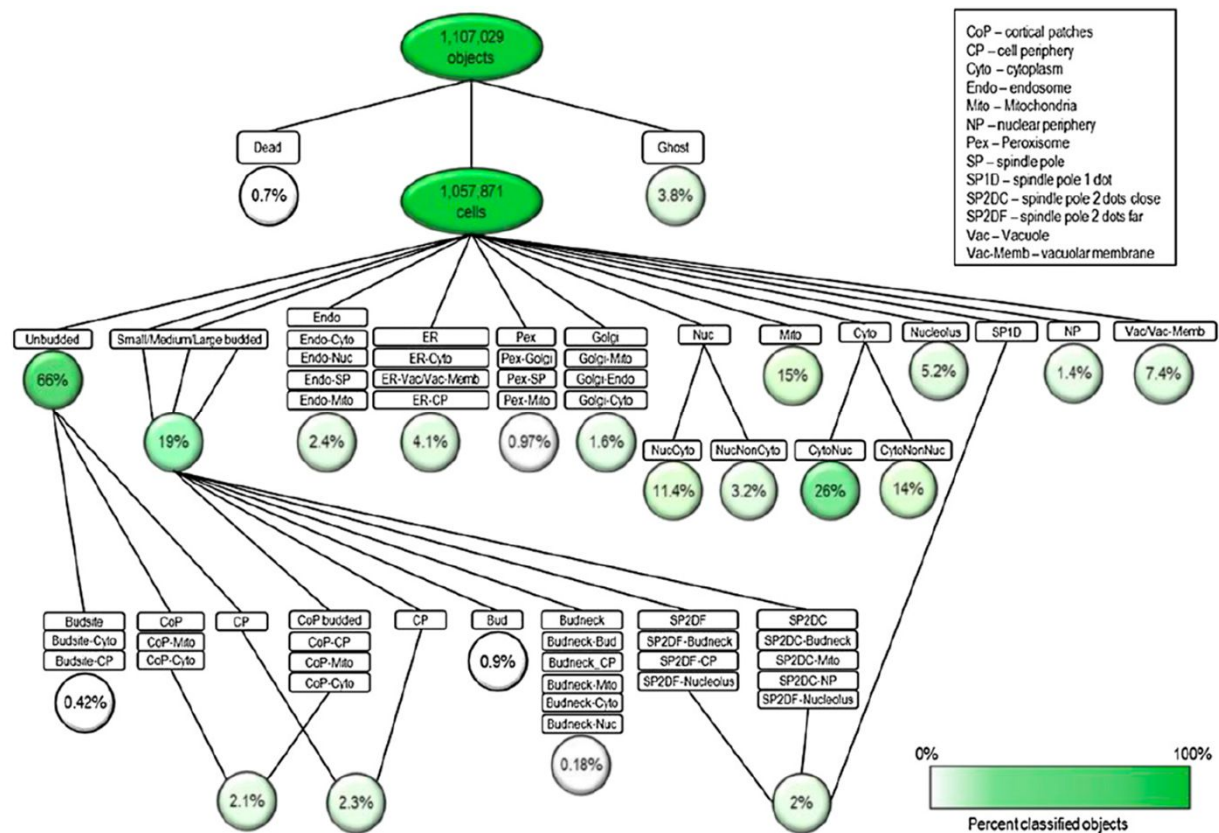 1,107,029
objects
CoP – cortical patches
CP – cell periphery
Cyto – cytoplasm
Endo – endosome
Mito – Mitochondria
NP – nuclear periphery
Pex – Peroxisome
SP – spindle pole
SP1D – spindle pole 1 dot
SP2DC – spindle pole 2 dots close
SP2DF – spindle pole 2 dots far
Vac – Vacuole
Vac-Memb – vacuolar membrane
Dead
0.7%
Ghost
3.8%
1,057,871
cells
Unbudded
66%
Small/Medium/Large budded
19%
Endo
Endo-Cyto
Endo-Nuc
Endo-SP
Endo-Mito
2.4%
ER
ER-Cyto
ER-Vac/Vac-Memb
ER-CP
4.1%
Pex
Pex-Golgi
Pex-SP
Pex-Mito
0.97%
Golgi
Golgi-Mito
Golgi-Endo
Golgi-Cyto
1.6%
Nuc
NucCyto
11.4%
NucNonCyto
3.2%
Mito
15%
Cyto
CytoNuc
26%
CytoNonNuc
14%
Nucleolus
5.2%
SP1D
NP
1.4%
Vac/Vac-Memb
7.4%
Budsite
Budsite-Cyto
Budsite-CP
0.42%
CoP
CoP-Mito
CoP-Cyto
CP
CoP budded
CoP-CP
CoP-Mito
CoP-Cyto
2.1%
CP
2.3%
Bud
0.9%
Budneck
Budneck-Bud
Budneck_CP
Budneck-Mito
Budneck-Cyto
Budneck-Nuc
0.18%
SP2DF
SP2DF-Budneck
SP2DF-CP
SP2DF-Nucleolus
SP2DC
SP2DC-Budneck
SP2DC-Mito
SP2DC-NP
SP2DF-Nucleolus
2%
0%
100%
Percent classified objects